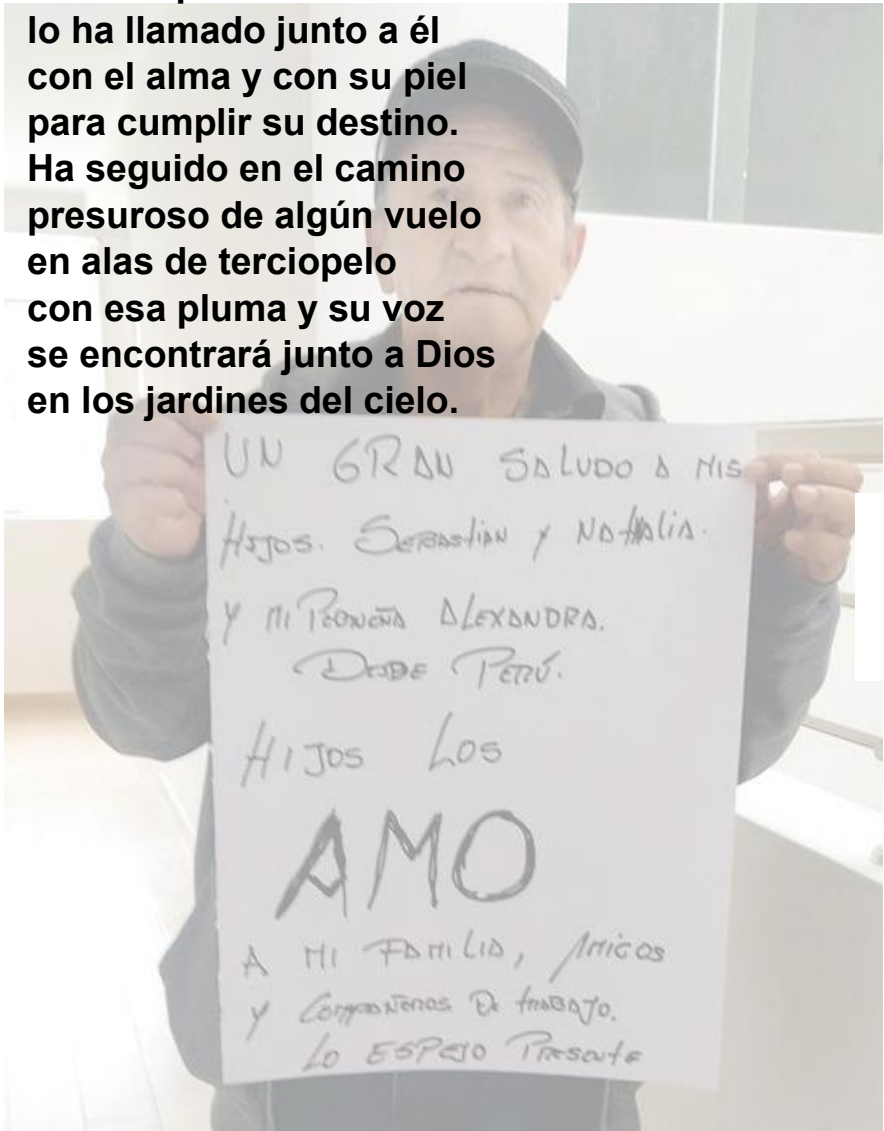 lo ha llamado junto a él
con el alma y con su piel
para cumplir su destino.
Ha seguido en el camino
presuroso de algún vuelo
en alas de terciopelo
con esa pluma y su voz
se encontrará junto a Dios
en los jardines del cielo.
UN GRAN SALUDO A MIS
HIJOS. SEBASTIAN Y NATHALIA.
Y MI PEQUEÑA ALEXANDRA.
DESDE PERÚ.
HIJOS LOS
AMO
A MI FAMILIA, AMIGOS
Y COMPAÑEROS DE TRABAJO.
LO ESPEJO PRESENTE